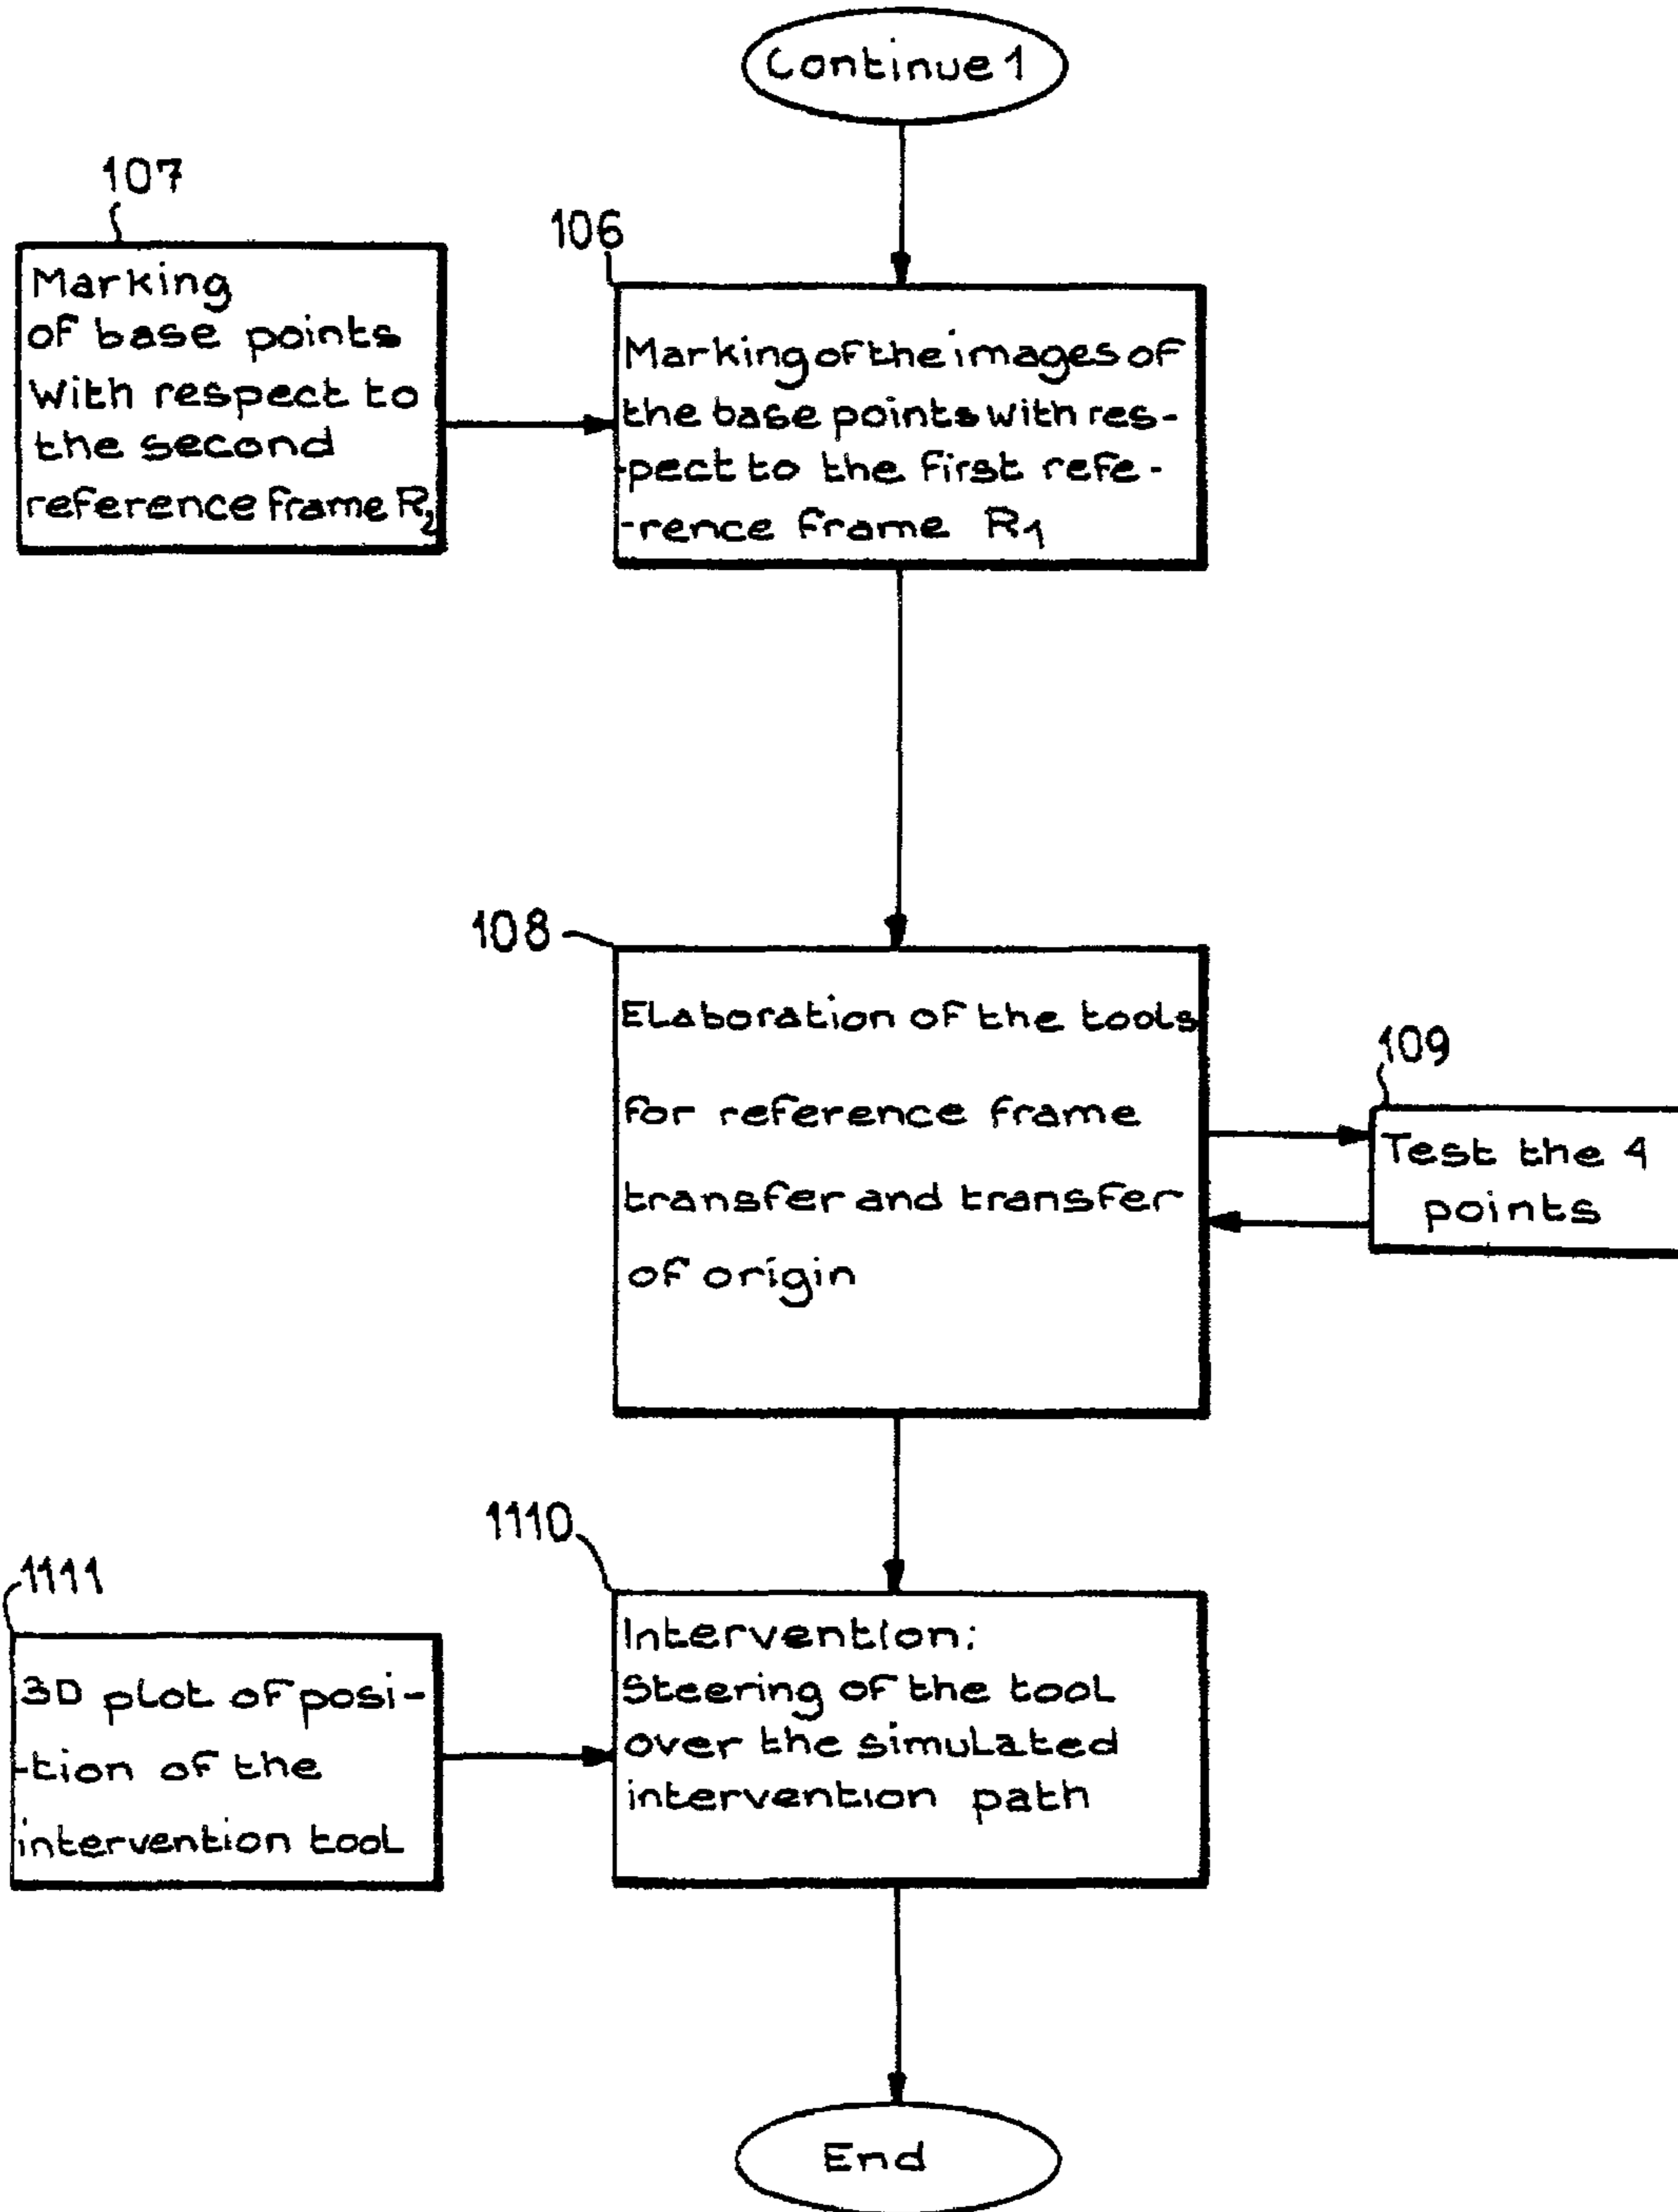 Continue 1
107
Marking
of base points
With respect to
the second
reference frame R2
106
Marking of the images of
the base points with res-
-pect to the first refe-
-rence frame R1
108
Elaboration of the tools
for reference frame
transfer and transfer
of origin
109
Test the 4
points
1110
Intervention:
Steering of the tool
over the simulated
intervention path
1111
3D plot of posi-
-tion of the
intervention tool
End